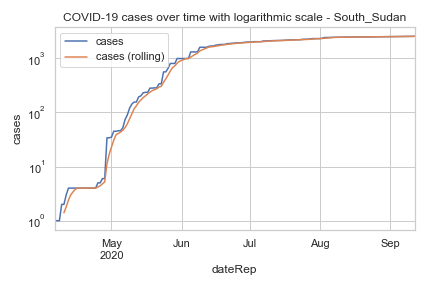 COVID-19 cases over time with logarithmic scale - South_Sudan
cases
cases (rolling)
10³
10²
10¹
10⁰
cases
May
2020
Jun
Jul
Aug
Sep
dateRep